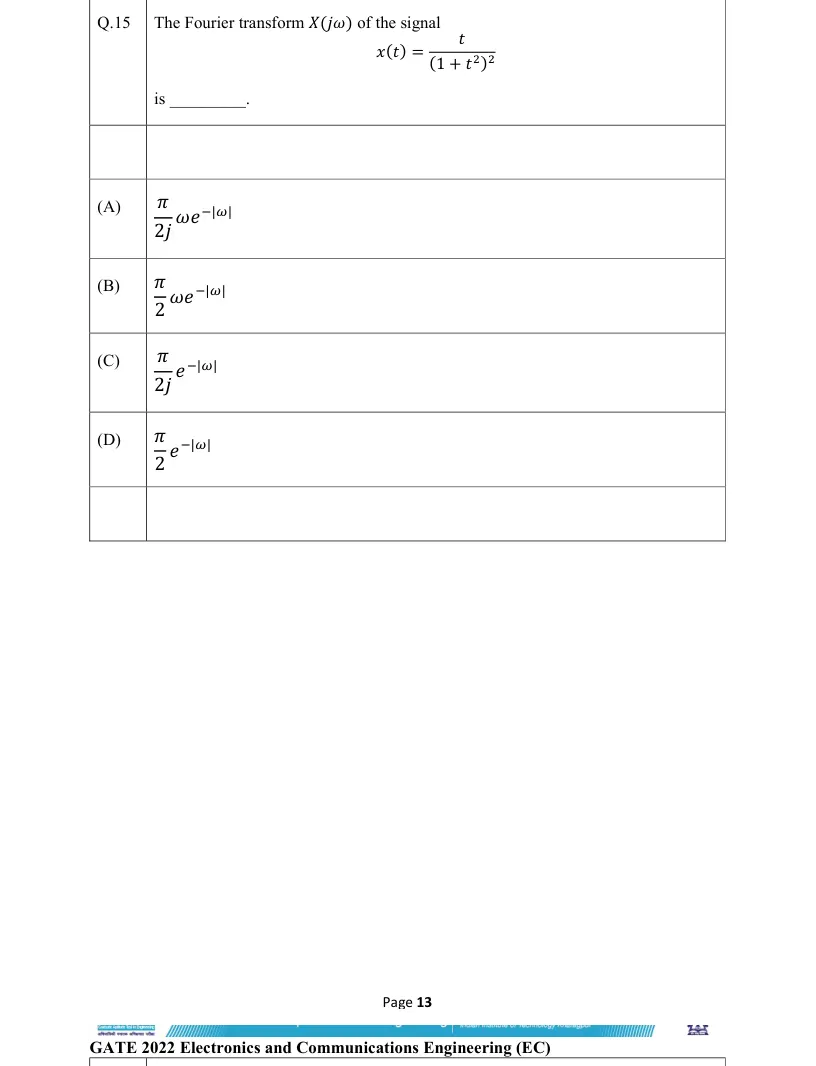 Q.15 The Fourier transform 𝑋(𝑗𝜔) of the signal
𝑥(𝑡) = 𝑡 / (1 + 𝑡²)²
is _________.
(A) 𝜋/2𝑗 𝜔𝑒^−|𝜔|
(B) 𝜋/2 𝜔𝑒^−|𝜔|
(C) 𝜋/2𝑗 𝑒^−|𝜔|
(D) 𝜋/2 𝑒^−|𝜔|
Page 13
GATE 2022 Electronics and Communications Engineering (EC)